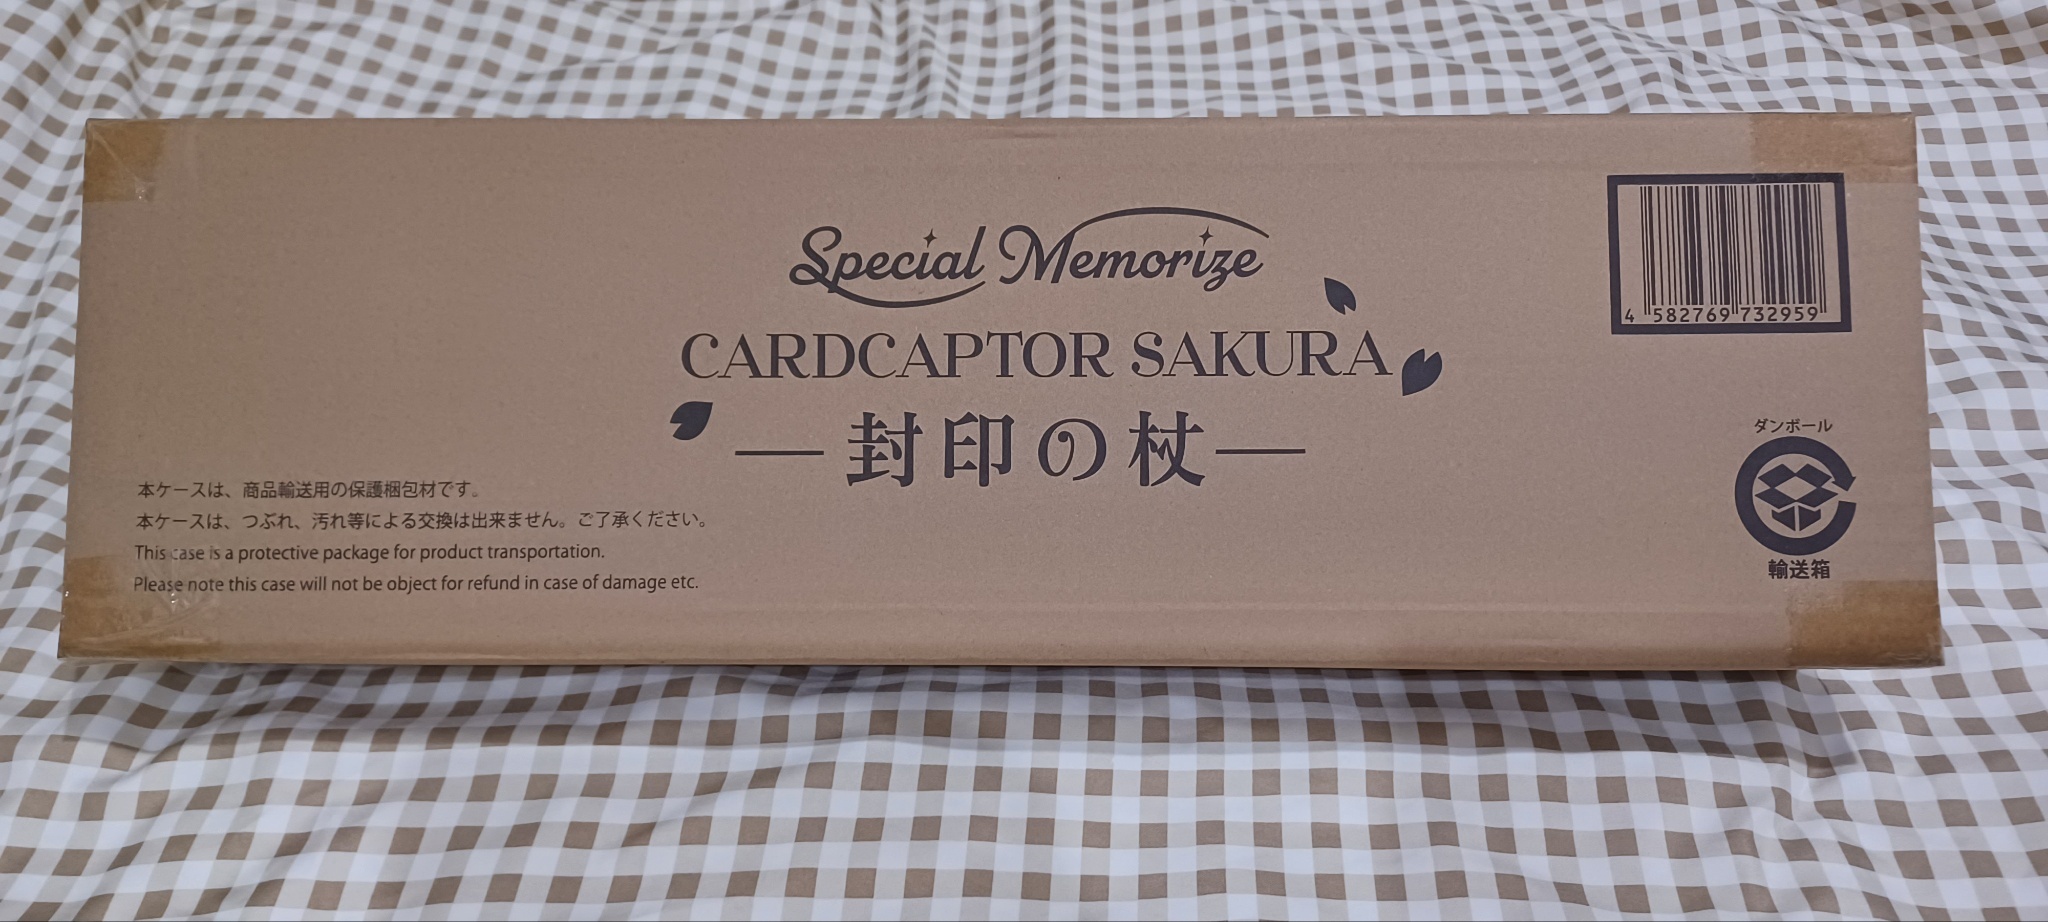 Special Memorize
CARDCAPTOR SAKURA
―封印の杖―
4 582769 732959
ダンボール
輸送箱
本ケースは、商品輸送用の保護梱包材です。
本ケースは、つぶれ、汚れ等による交換は出来ません。ご了承ください。
This case is a protective package for product transportation.
Please note this case will not be object for refund in case of damage etc.